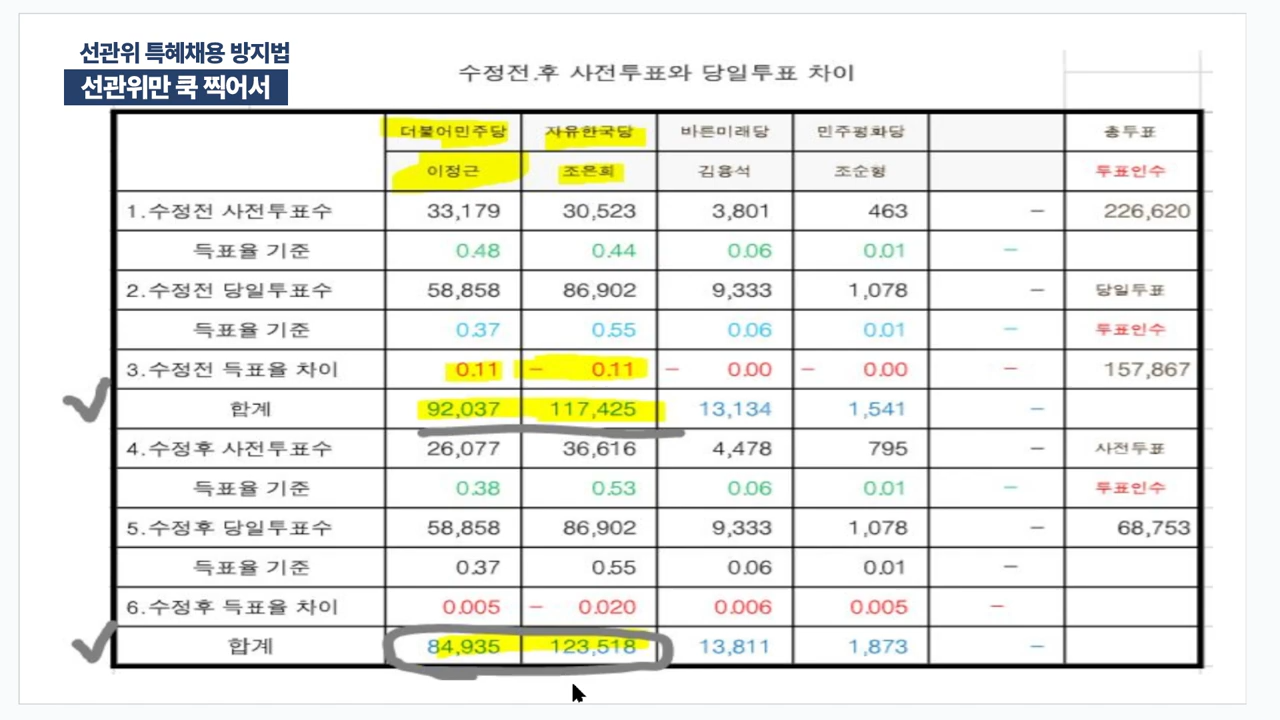 선관위 특혜채용 방지법
선관위만 쿡 찍어서
수정전.후 사전투표와 당일투표 차이
더불어민주당 자유한국당 바른미래당 민주평화당 총투표
이정근 조은희 김용석 조순형 투표인수
1.수정전 사전투표수 33,179 30,523 3,801 463 – 226,620
득표율 기준 0.48 0.44 0.06 0.01 –
2.수정전 당일투표수 58,858 86,902 9,333 1,078 – 당일투표
득표율 기준 0.37 0.55 0.06 0.01 – 투표인수
3.수정전 득표율 차이 0.11 – 0.11 – 0.00 – 0.00 – 157,867
합계 92,037 117,425 13,134 1,541 –
4.수정후 사전투표수 26,077 36,616 4,478 795 – 사전투표
득표율 기준 0.38 0.53 0.06 0.01 – 투표인수
5.수정후 당일투표수 58,858 86,902 9,333 1,078 – 68,753
득표율 기준 0.37 0.55 0.06 0.01 –
6.수정후 득표율 차이 0.005 – 0.020 0.006 0.005 –
합계 84,935 123,518 13,811 1,873 –